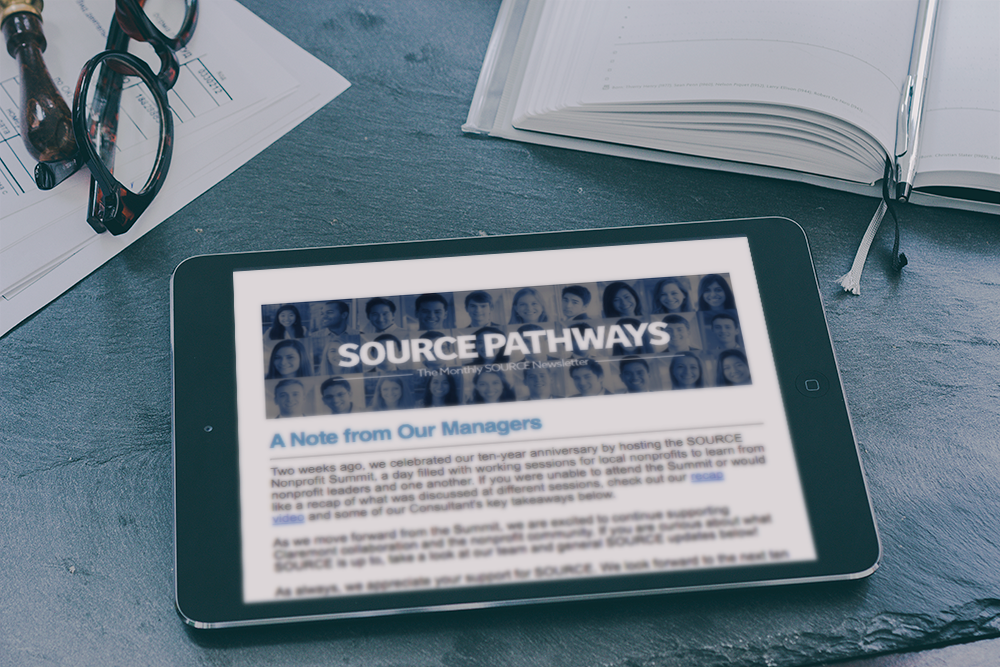 SOURCE PATHWAYS
The Monthly SOURCE Newsletter
A Note from Our Managers
Two weeks ago, we celebrated our ten-year anniversary by hosting the SOURCE
Nonprofit Summit, a day filled with working sessions for local nonprofits to learn from
nonprofit leaders and one another. If you were unable to attend the Summit or would
like a recap of what was discussed at different sessions, check out our recap
video and some of our Consultant's key takeaways below.
As we move forward from the Summit, we are excited to continue supporting
Claremont and the nonprofit community. If you are curious about what
SOURCE is up to, take a look at our team and general SOURCE updates below!
As always, we appreciate your support for SOURCE. We look forward to the next ten